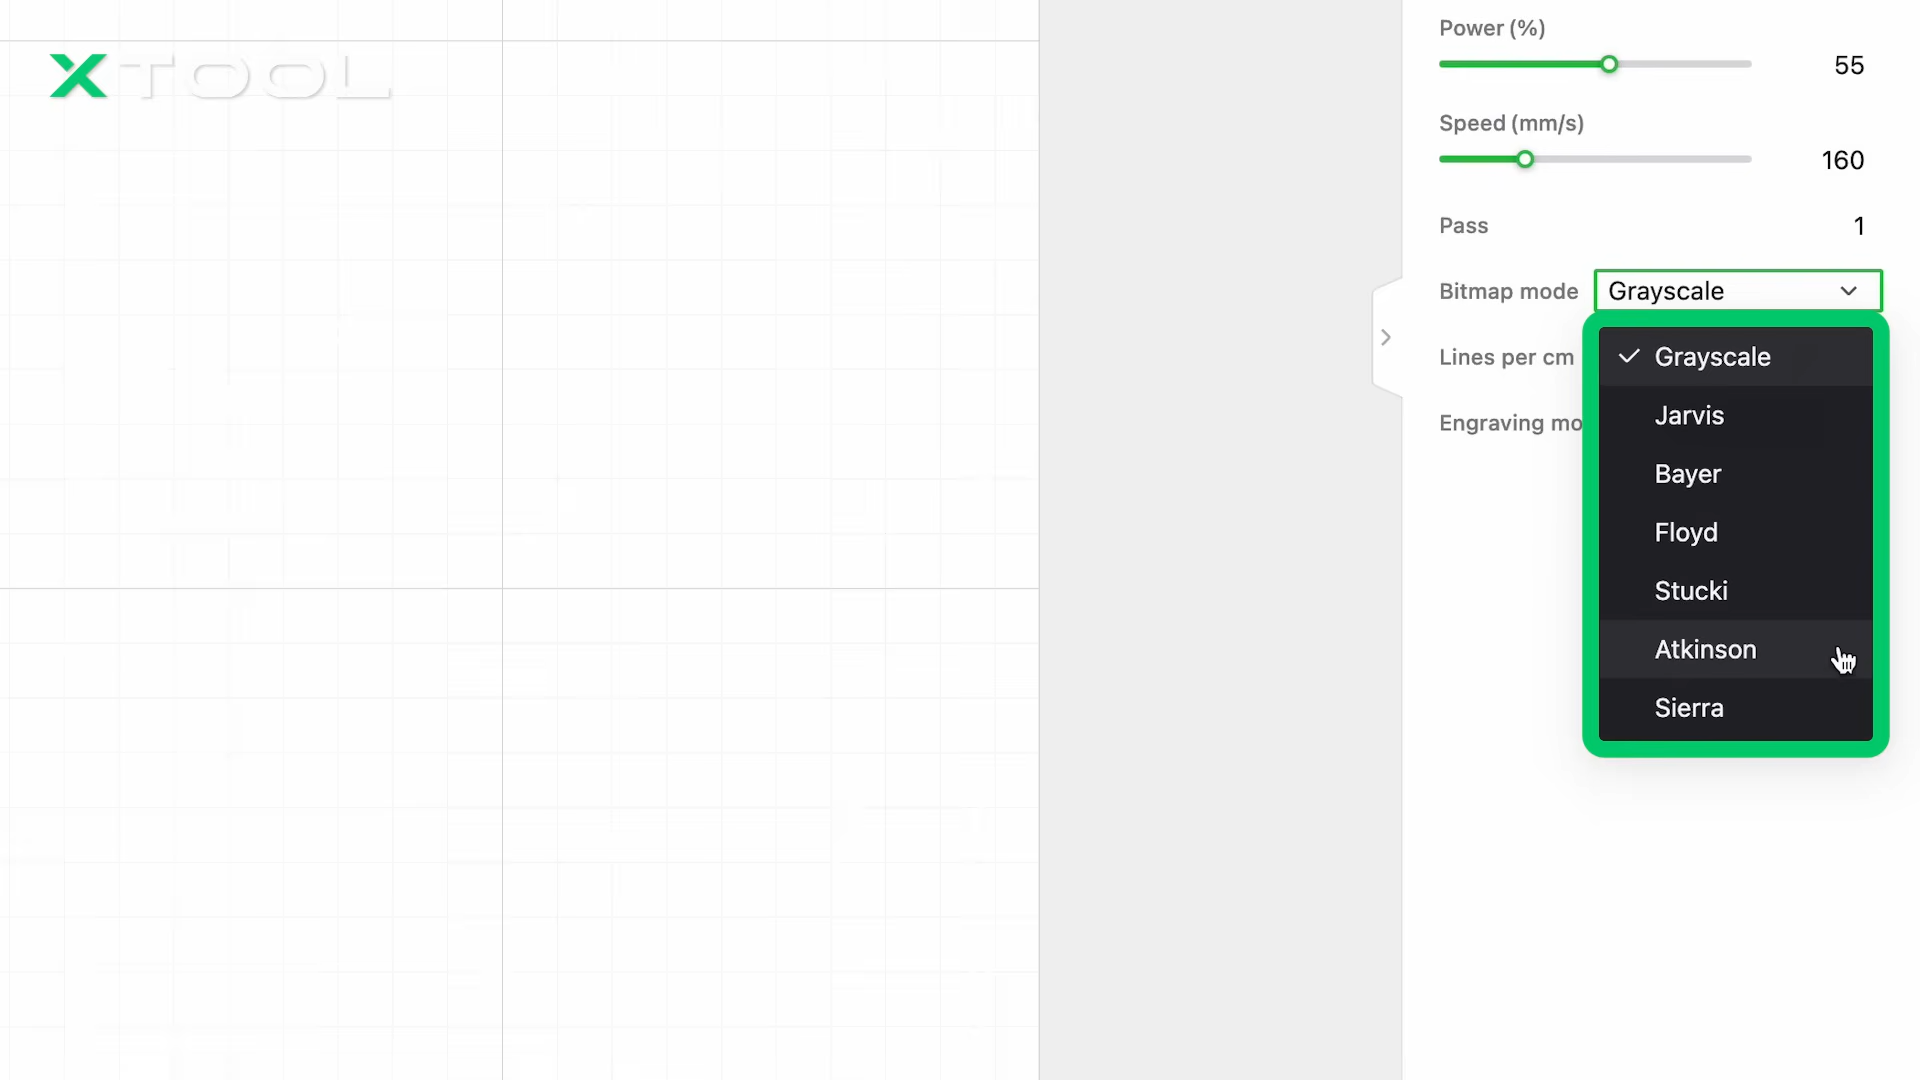 XTOOL
Power (%)
55
Speed (mm/s)
160
Pass
1
Bitmap mode
Grayscale
Lines per cm
Engraving mo
Grayscale
Jarvis
Bayer
Floyd
Stucki
Atkinson
Sierra